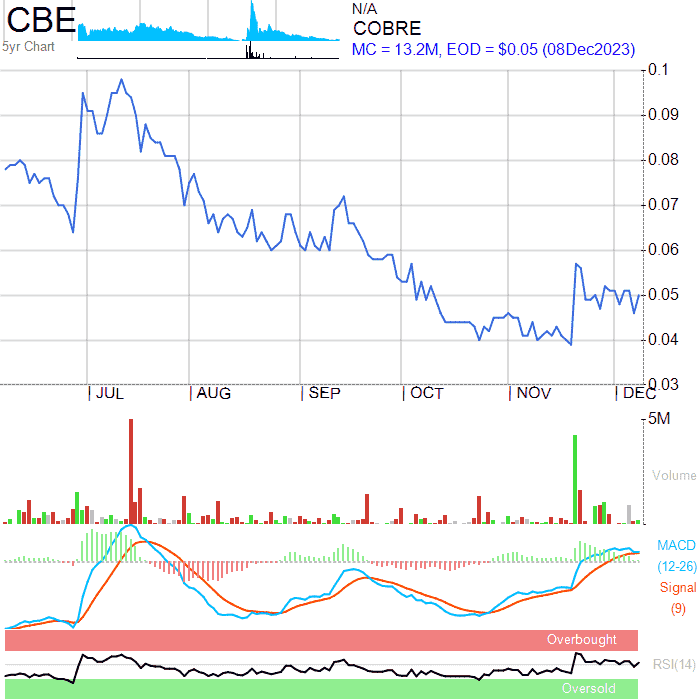 CBE
5yr Chart
N/A
COBRE
MC = 13.2M, EOD = $0.05 (08Dec2023)
0.1
0.09
0.08
0.07
0.06
0.05
0.04
0.03
JUL AUG SEP OCT NOV DEC
5M
Volume
MACD
(12-26)
Signal
(9)
Overbought
RSI(14)
Oversold